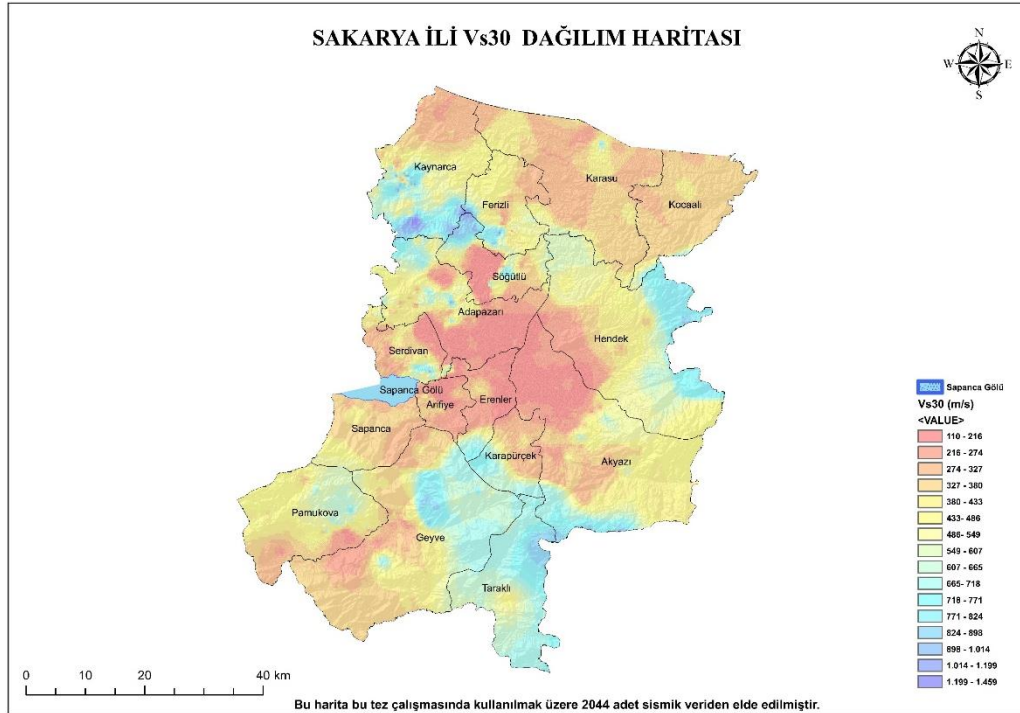 SAKARYA İLİ Vs30 DAĞILIM HARİTASI
N
W E
S
Kaynarca
Karasu
Kocaali
Ferizli
Söğütlü
Adapazarı
Hendek
Serdivan
Sapanca Gölü
Arifiye
Erenler
Sapanca
Karapürçek
Akyazı
Pamukova
Geyve
Taraklı
Sapanca Gölü
Vs30 (m/s)
<VALUE>
110 - 216
216 - 274
274 - 327
327 - 380
380 - 433
433 - 486
486 - 549
549 - 607
607 - 665
665 - 718
718 - 771
771 - 824
824 - 898
898 - 1.014
1.014 - 1.199
1.199 - 1.459
0 10 20 40 km
Bu harita bu tez çalışmasında kullanılmak üzere 2044 adet sismik veriden elde edilmiştir.